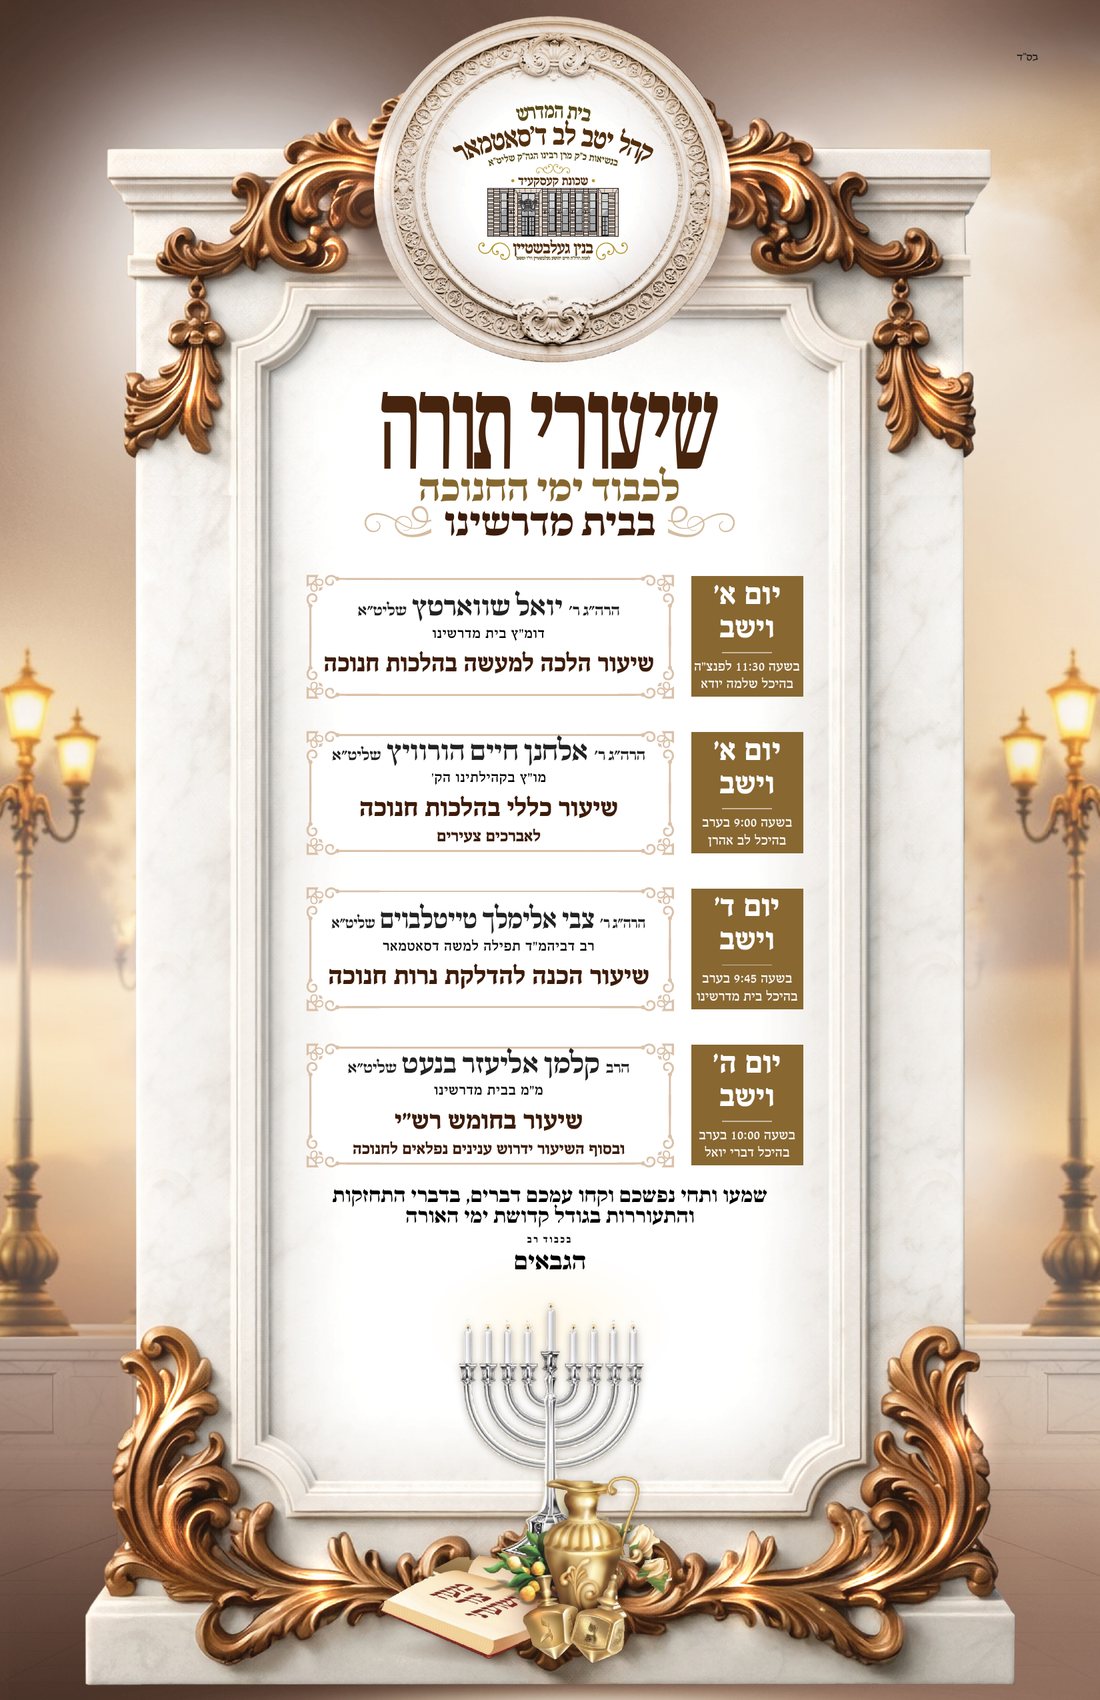 בס"ד
בית המדרש
קהל יטב לב ד'סאטמאר
בנשיאות כ"ק מרן רבינו הגה"ק שליט"א
שכונת קעסקעיד
בנין געלבשטיין
שיעורי תורה
לכבוד ימי החנוכה
בבית מדרשינו
יום א'
וישב
בשעה 11:30 לפנצ"ה
בהיכל שלמה יודא
הרה"ג ר' יואל שווארטץ שליט"א
דומ"ץ בית מדרשינו
שיעור הלכה למעשה בהלכות חנוכה
יום א'
וישב
בשעה 9:00 בערב
בהיכל לב אהרן
הרה"ג ר' אלחנן חיים הורוויץ שליט"א
מו"ץ בקהילתינו הק'
שיעור כללי בהלכות חנוכה
לאברכים צעירים
יום ד'
וישב
בשעה 9:45 בערב
בהיכל בית מדרשינו
הרה"ג ר' צבי אלימלך טייטלבוים שליט"א
רב דביהמ"ד תפילה למשה דסאטמאר
שיעור הכנה להדלקת נרות חנוכה
יום ה'
וישב
בשעה 10:00 בערב
בהיכל דברי יואל
הרב קלמן אליעזר בנעט שליט"א
מ"מ בבית מדרשינו
שיעור בחומש רש"י
ובסוף השיעור ידרוש ענינים נפלאים לחנוכה
שמעו ותחי נפשכם וקחו עמכם דברים, בדברי התחזקות
והתעוררות בגודל קדושת ימי האורה
בכבוד רב
הגבאים